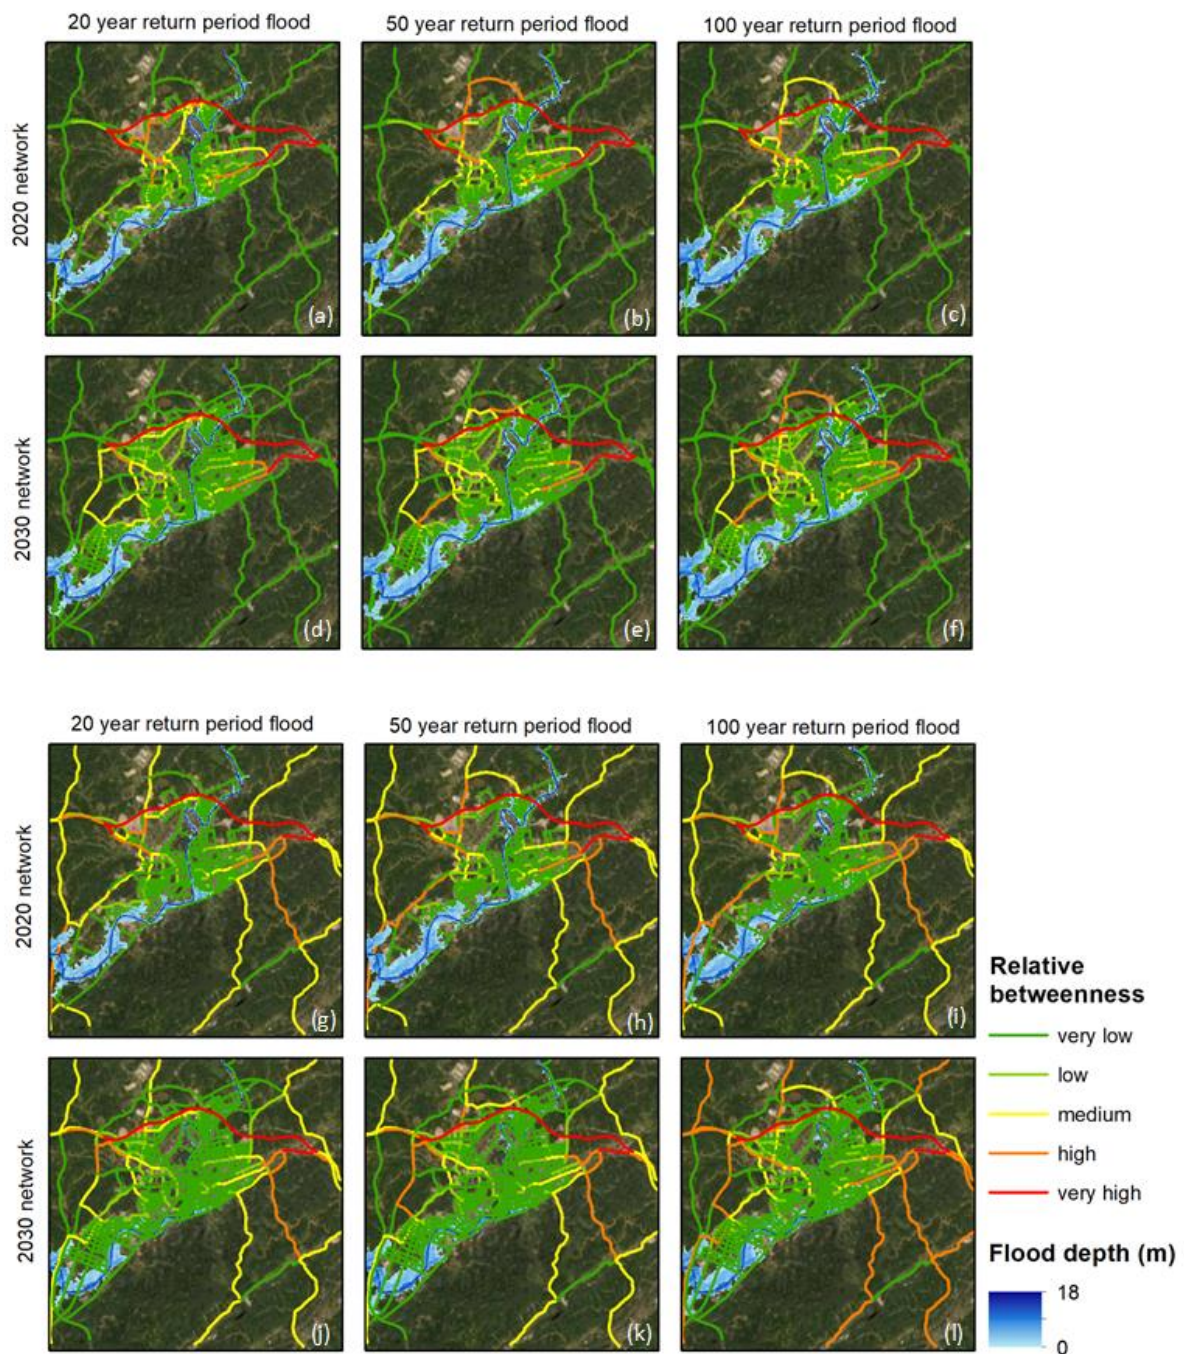 20 year return period flood
50 year return period flood
100 year return period flood
2020 network
(a)
(b)
(c)
2030 network
(d)
(e)
(f)
20 year return period flood
50 year return period flood
100 year return period flood
2020 network
(g)
(h)
(i)
2030 network
(j)
(k)
(l)
Relative
betweenness
very low
low
medium
high
very high
Flood depth (m)
18
0